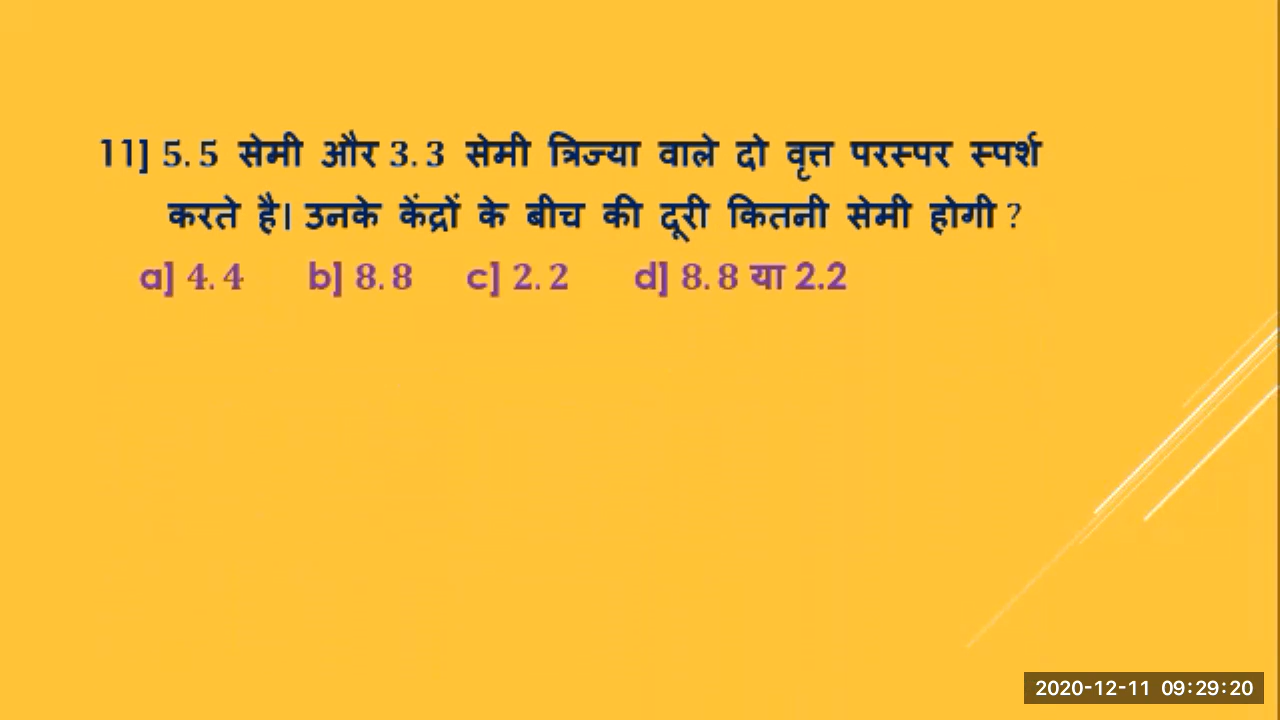 11] 5.5 सेमी और 3.3 सेमी त्रिज्या वाले दो वृत्त परस्पर स्पर्श
करते है। उनके केंद्रों के बीच की दूरी कितनी सेमी होगी ?
a] 4.4 b] 8.8 c] 2.2 d] 8.8 या 2.2
2020-12-11 09:29:20